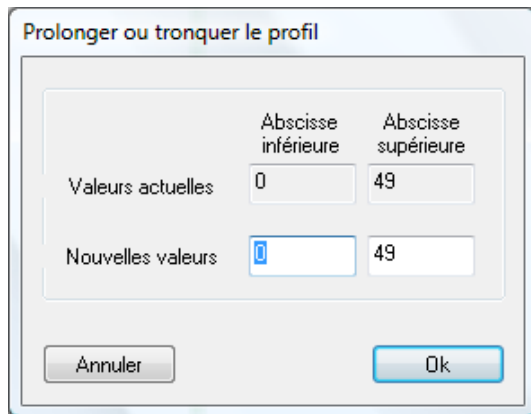 Prolonger ou tronquer le profil
Abscisse Abscisse
inférieure supérieure
Valeurs actuelles 0 49
Nouvelles valeurs 0 49
Annuler Ok